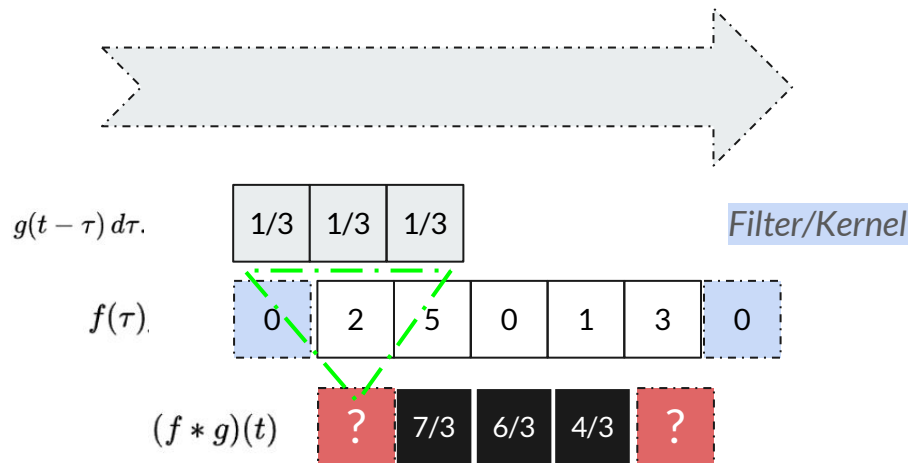 g(t − τ) dτ. 1/3 1/3 1/3 Filter/Kernel
f(τ). 0 2 5 0 1 3 0
(f ∗ g)(t) ? 7/3 6/3 4/3 ?